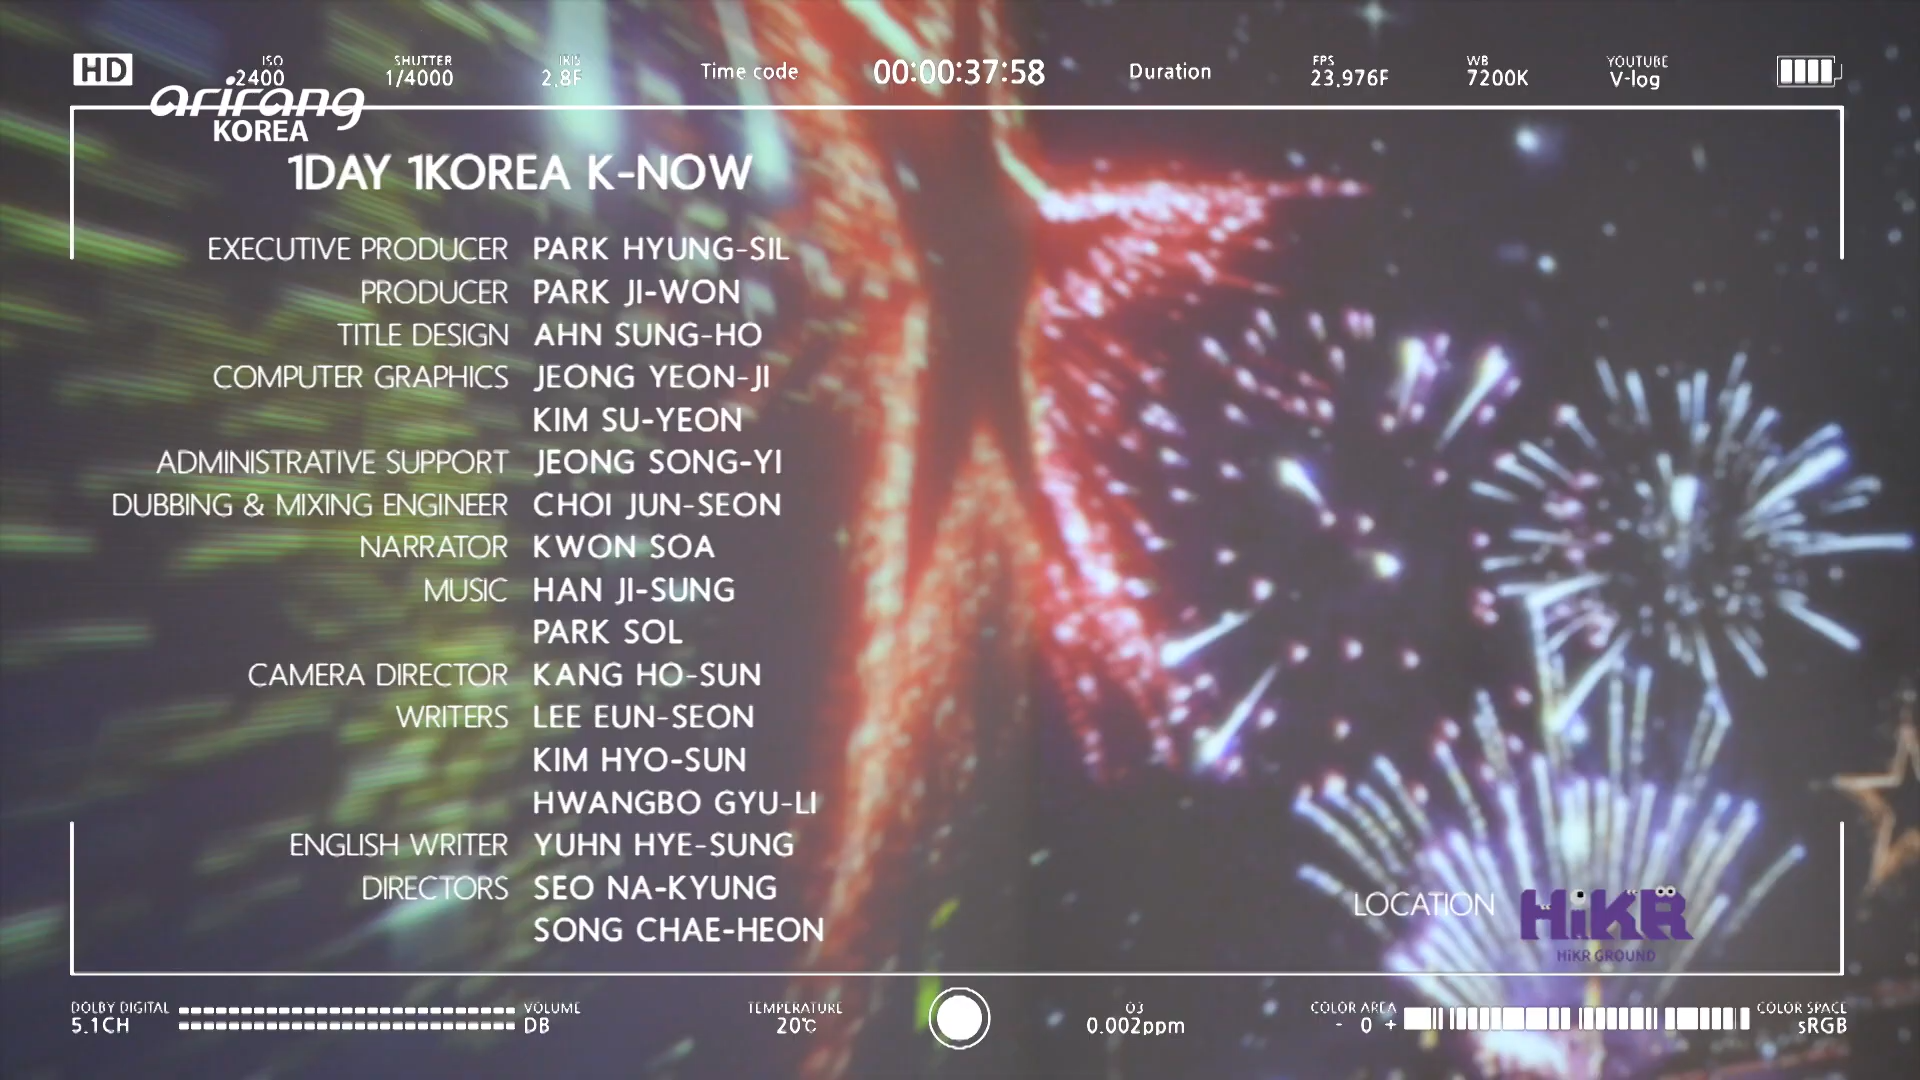 HD
ISO
2400
SHUTTER
1/4000
IRIS
2.8F
Time code
00:00:37:58
Duration
FPS
23.976F
WB
7200K
YOUTUBE
V-log
arirang
KOREA
1DAY 1KOREA K-NOW
EXECUTIVE PRODUCER PARK HYUNG-SIL
PRODUCER PARK JI-WON
TITLE DESIGN AHN SUNG-HO
COMPUTER GRAPHICS JEONG YEON-JI
KIM SU-YEON
ADMINISTRATIVE SUPPORT JEONG SONG-YI
DUBBING & MIXING ENGINEER CHOI JUN-SEON
NARRATOR KWON SOA
MUSIC HAN JI-SUNG
PARK SOL
CAMERA DIRECTOR KANG HO-SUN
WRITERS LEE EUN-SEON
KIM HYO-SUN
HWANGBO GYU-LI
ENGLISH WRITER YUHN HYE-SUNG
DIRECTORS SEO NA-KYUNG
SONG CHAE-HEON
LOCATION HiKR
HiKR GROUND
DOLBY DIGITAL
5.1CH
VOLUME
DB
TEMPERATURE
20℃
O3
0.002ppm
COLOR AREA
- 0 +
COLOR SPACE
sRGB